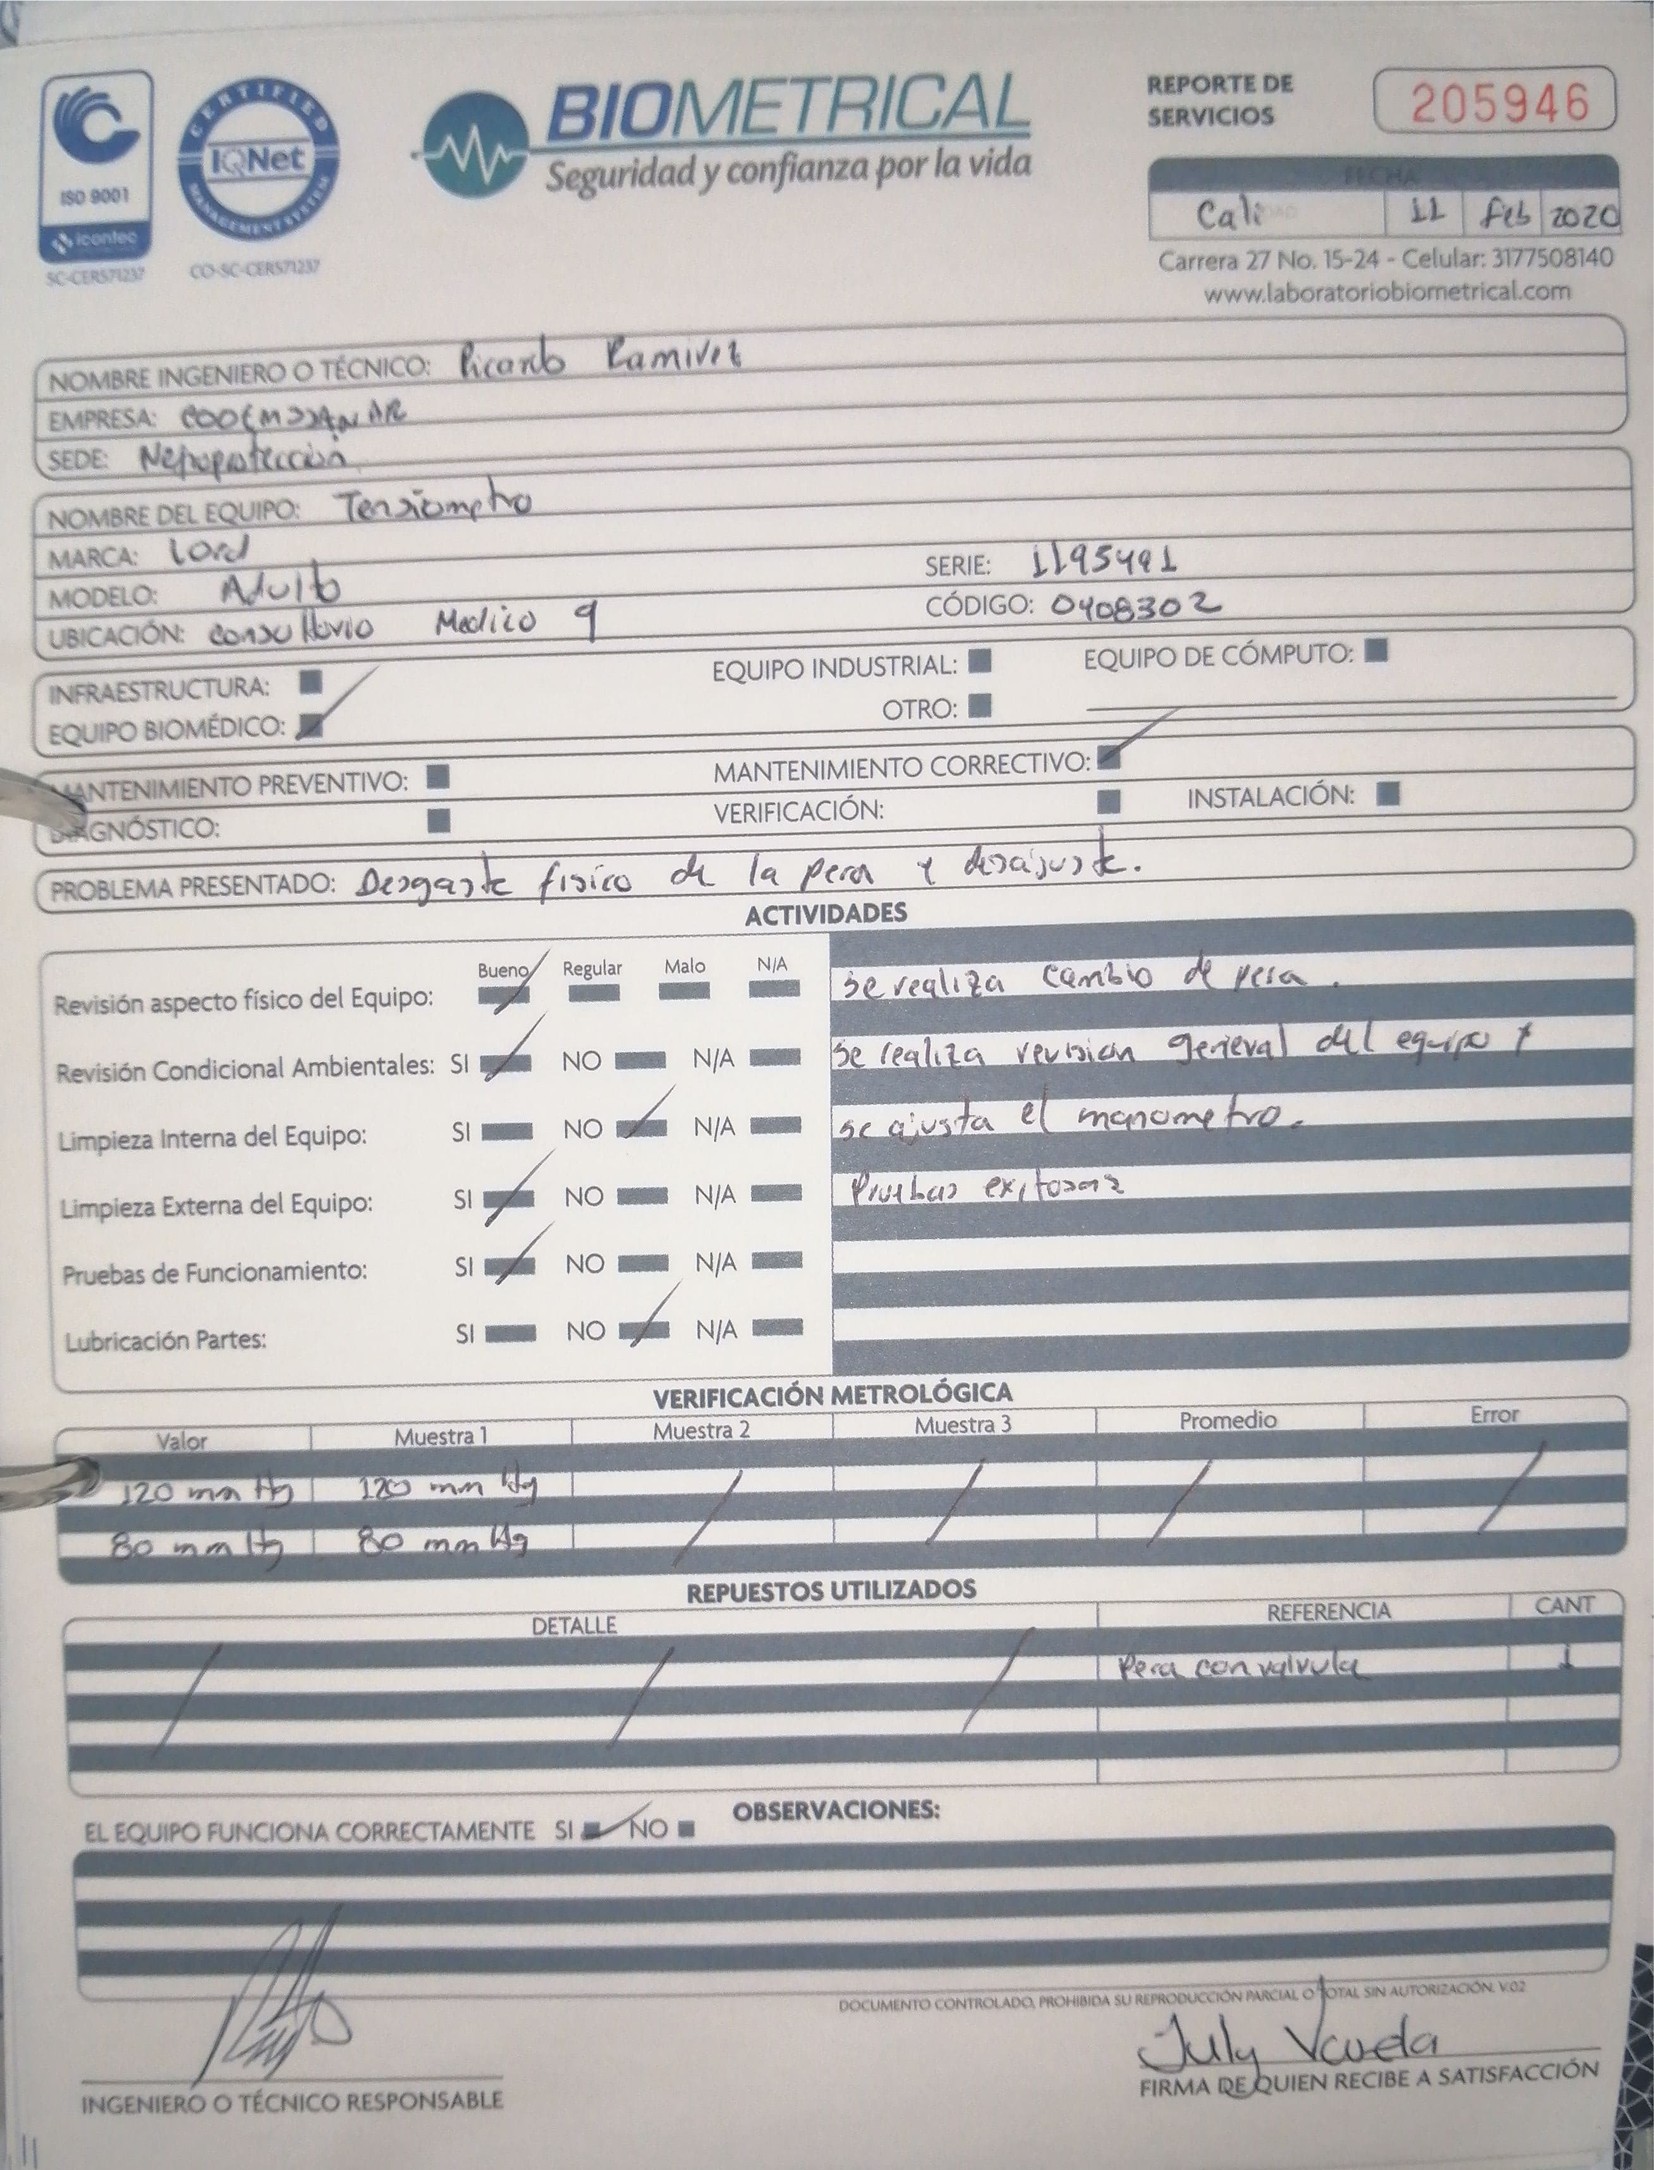 ISO 9001
icontec
SC-CER571237
CERTIFIED
IQNet
MANAGEMENT SYSTEM
CO-SC-CER571237
BIOMETRICAL
Seguridad y confianza por la vida
REPORTE DE
SERVICIOS
205946
FECHA
Cali 11 Feb 2020
Carrera 27 No. 15-24 - Celular: 3177508140
www.laboratoriobiometrical.com
NOMBRE INGENIERO O TÉCNICO: Ricardo Ramirez
EMPRESA:
SEDE: Nefroprotección
NOMBRE DEL EQUIPO: Tensiometro
MARCA: Lord
SERIE: 1195491
MODELO: Adulto
CÓDIGO: 0408302
UBICACIÓN: consultorio Medico 9
INFRAESTRUCTURA:
EQUIPO INDUSTRIAL:
EQUIPO DE CÓMPUTO:
EQUIPO BIOMÉDICO:
OTRO:
MANTENIMIENTO PREVENTIVO:
MANTENIMIENTO CORRECTIVO:
DIAGNÓSTICO:
VERIFICACIÓN:
INSTALACIÓN:
PROBLEMA PRESENTADO: Desgaste fisico de la pera y desajuste.
ACTIVIDADES
Bueno Regular Malo N/A
Revisión aspecto físico del Equipo:
Revisión Condicional Ambientales: SI NO N/A
Limpieza Interna del Equipo: SI NO N/A
Limpieza Externa del Equipo: SI NO N/A
Pruebas de Funcionamiento: SI NO N/A
Lubricación Partes: SI NO N/A
Se realiza cambio de pera.
Se realiza revision general del equipo y
se ajusta el manometro.
Pruebas exitosas
VERIFICACIÓN METROLÓGICA
Valor Muestra 1 Muestra 2 Muestra 3 Promedio Error
120 mm Hg 120 mm Hg
80 mm Hg 80 mm Hg
REPUESTOS UTILIZADOS
DETALLE REFERENCIA CANT
Pera con valvula 1
OBSERVACIONES:
EL EQUIPO FUNCIONA CORRECTAMENTE SI NO
DOCUMENTO CONTROLADO, PROHIBIDA SU REPRODUCCIÓN PARCIAL O TOTAL SIN AUTORIZACIÓN. V.02
July
INGENIERO O TÉCNICO RESPONSABLE
FIRMA DE QUIEN RECIBE A SATISFACCIÓN